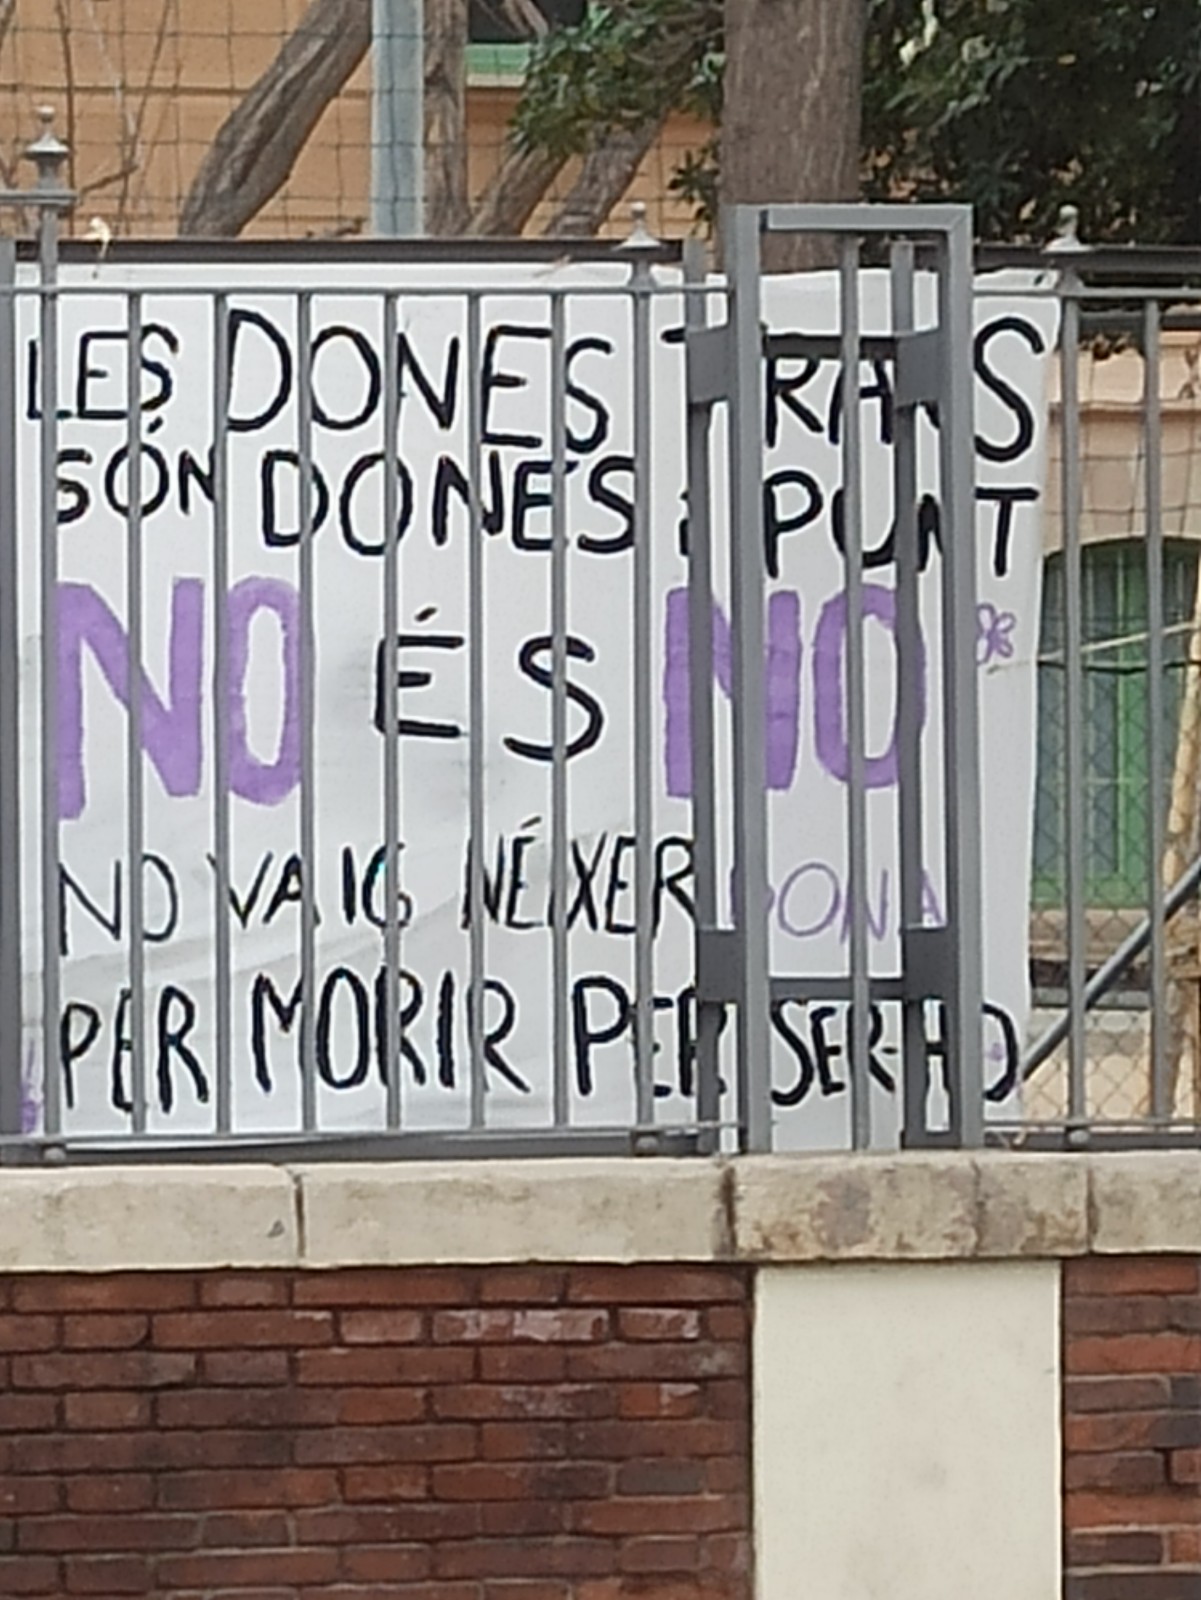 LES DONES TRANS
SÓN DONES I PUNT
NO ÉS NO
NO VAIG NÉIXER DONA
PER MORIR PER SER-HO